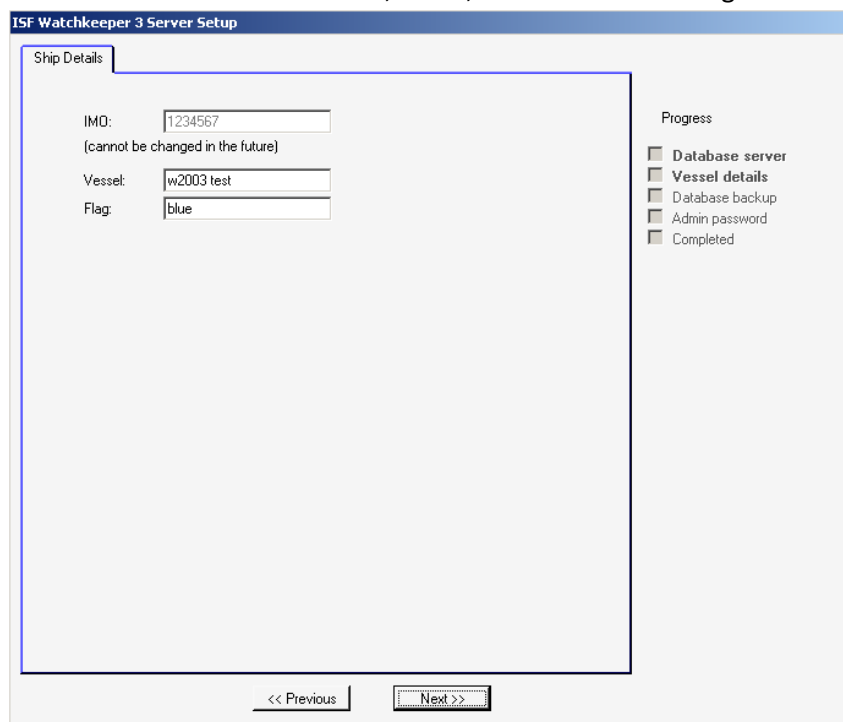 ISF Watchkeeper 3 Server Setup
Ship Details
IMO: 1234567
(cannot be changed in the future)
Vessel: w2003 test
Flag: blue
Progress
Database server
Vessel details
Database backup
Admin password
Completed
<< Previous Next >>